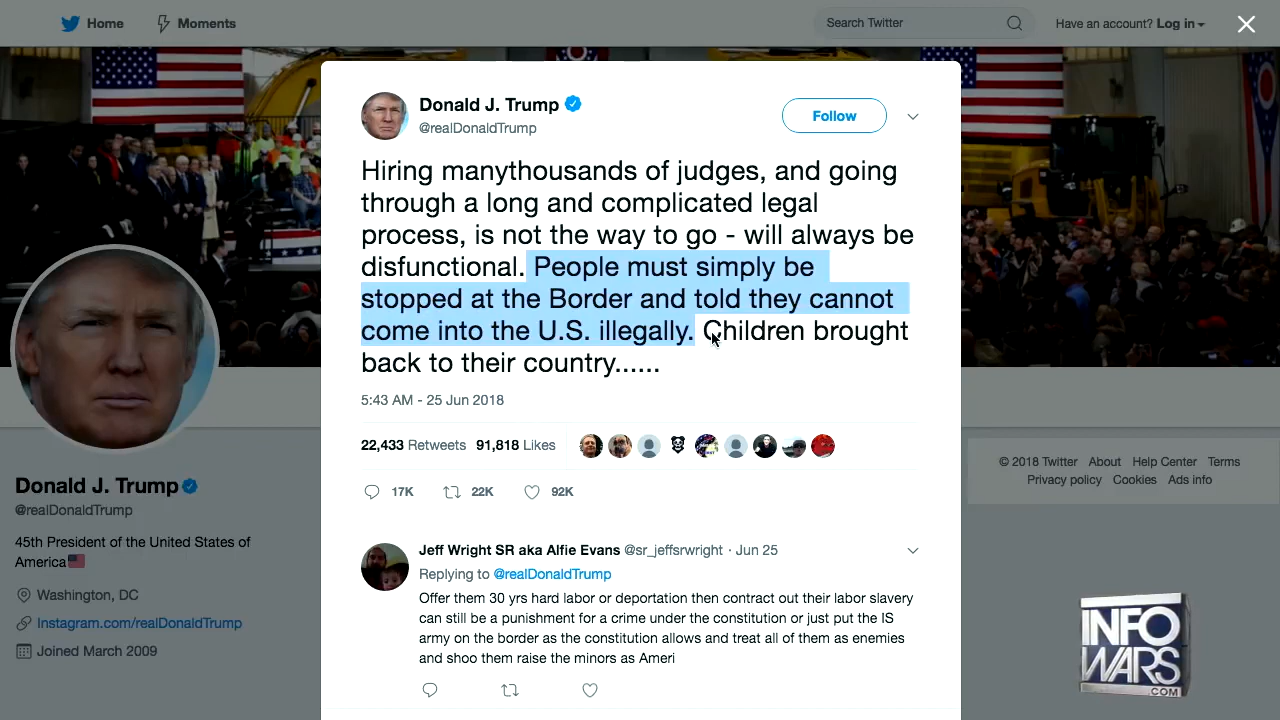 Home
Moments
Search Twitter
Have an account? Log in
Donald J. Trump
@realDonaldTrump
Follow
Hiring manythousands of judges, and going
through a long and complicated legal
process, is not the way to go - will always be
disfunctional. People must simply be
stopped at the Border and told they cannot
come into the U.S. illegally. Children brought
back to their country......
5:43 AM - 25 Jun 2018
22,433 Retweets 91,818 Likes
17K 22K 92K
Jeff Wright SR aka Alfie Evans @sr_jeffsrwright · Jun 25
Replying to @realDonaldTrump
Offer them 30 yrs hard labor or deportation then contract out their labor slavery
can still be a punishment for a crime under the constitution or just put the IS
army on the border as the constitution allows and treat all of them as enemies
and shoo them raise the minors as Ameri
Donald J. Trump
@realDonaldTrump
45th President of the United States of
America
Washington, DC
Instagram.com/realDonaldTrump
Joined March 2009
© 2018 Twitter About Help Center Terms
Privacy policy Cookies Ads info
INFO
WARS
.COM